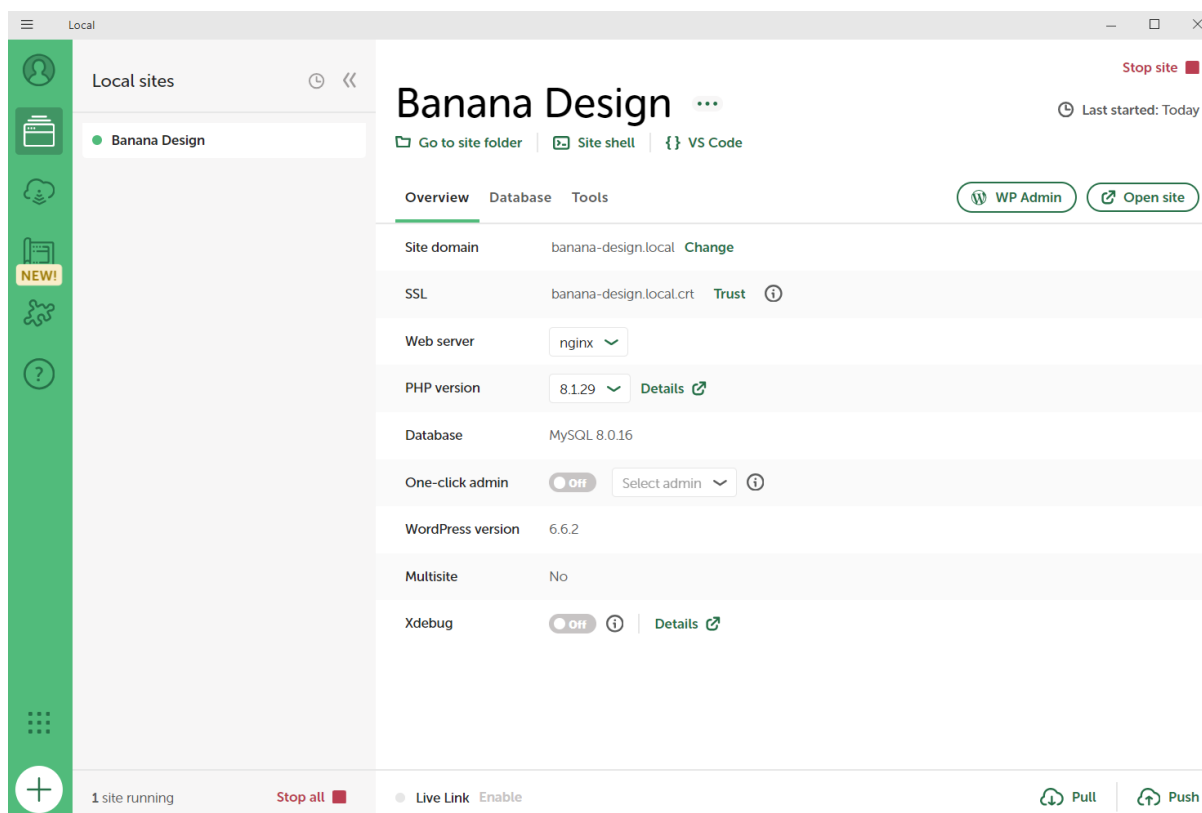 Local
Local sites
Banana Design
NEW!
1 site running Stop all
Stop site
Banana Design
Last started: Today
Go to site folder Site shell VS Code
Overview Database Tools WP Admin Open site
Site domain banana-design.local Change
SSL banana-design.local.crt Trust
Web server nginx
PHP version 8.1.29 Details
Database MySQL 8.0.16
One-click admin Off Select admin
WordPress version 6.6.2
Multisite No
Xdebug Off Details
Live Link Enable Pull Push